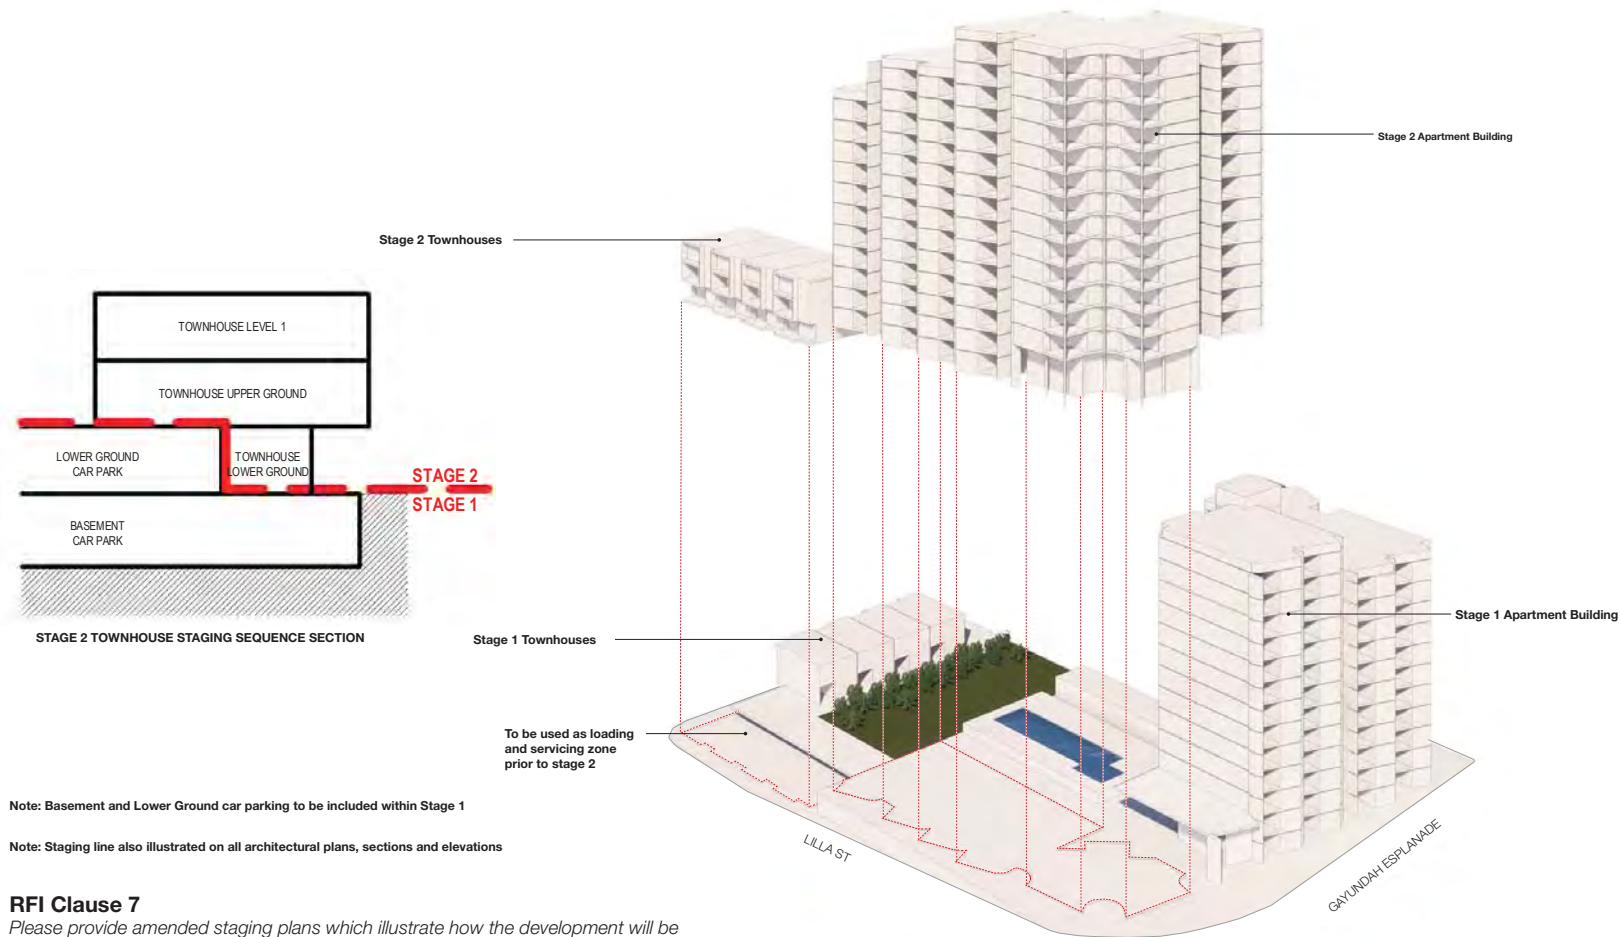 Stage 2 Apartment Building
Stage 2 Townhouses
TOWNHOUSE LEVEL 1
TOWNHOUSE UPPER GROUND
LOWER GROUND
CAR PARK
TOWNHOUSE
LOWER GROUND
STAGE 2
STAGE 1
BASEMENT
CAR PARK
STAGE 2 TOWNHOUSE STAGING SEQUENCE SECTION
Stage 1 Townhouses
Stage 1 Apartment Building
To be used as loading
and servicing zone
prior to stage 2
Note: Basement and Lower Ground car parking to be included within Stage 1
Note: Staging line also illustrated on all architectural plans, sections and elevations
LILLA ST
GAYUNDAH ESPLANADE
RFI Clause 7
Please provide amended staging plans which illustrate how the development will be